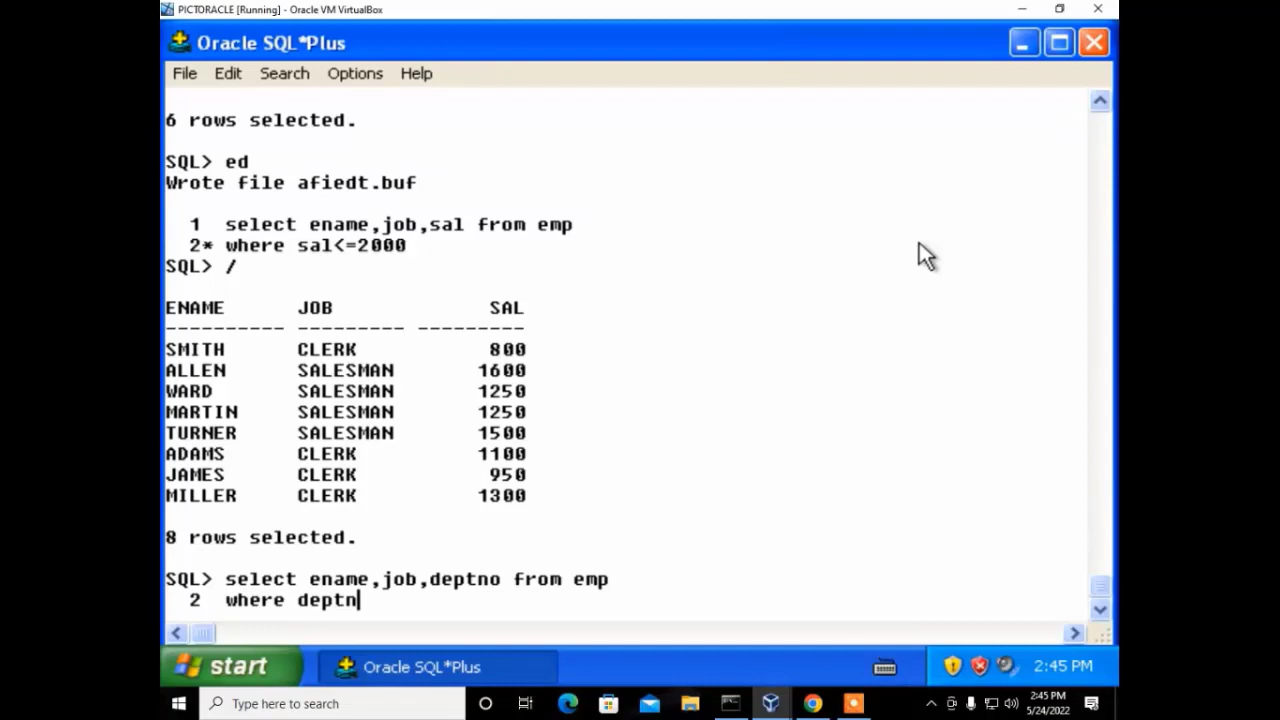 PICTORACLE [Running] - Oracle VM VirtualBox
Oracle SQL*Plus
File Edit Search Options Help
6 rows selected.
SQL> ed
Wrote file afiedt.buf
1 select ename,job,sal from emp
2* where sal<=2000
SQL> /
ENAME JOB SAL
---------- --------- ---------
SMITH CLERK 800
ALLEN SALESMAN 1600
WARD SALESMAN 1250
MARTIN SALESMAN 1250
TURNER SALESMAN 1500
ADAMS CLERK 1100
JAMES CLERK 950
MILLER CLERK 1300
8 rows selected.
SQL> select ename,job,deptno from emp
2 where deptn
start Oracle SQL*Plus 2:45 PM
Type here to search 2:45 PM
5/24/2022